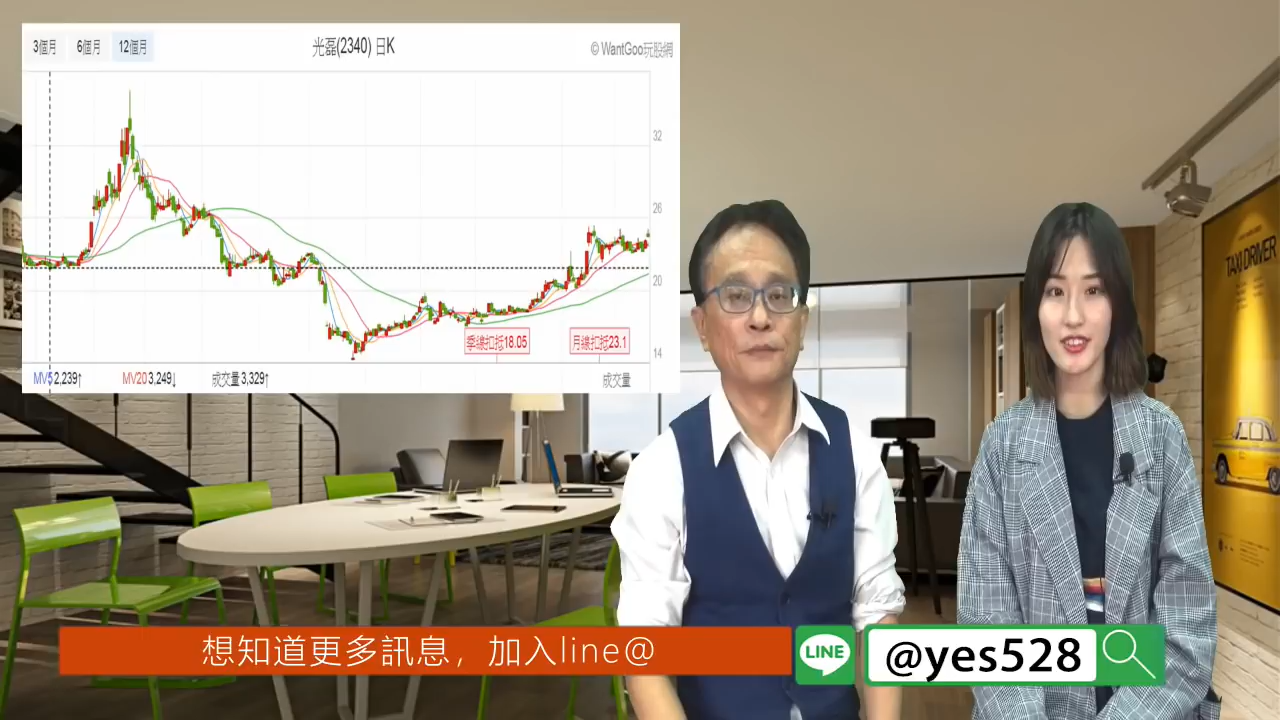 3個月 6個月 12個月
光磊(2340) 日K
© WantGoo玩股網
32
26
20
14
季線扣抵18.05
月線扣抵23.1
MV5 2,239↑ MV20 3,249↓ 成交量 3,329↑
成交量
TAXI DRIVER
想知道更多訊息，加入line@
LINE
@yes528